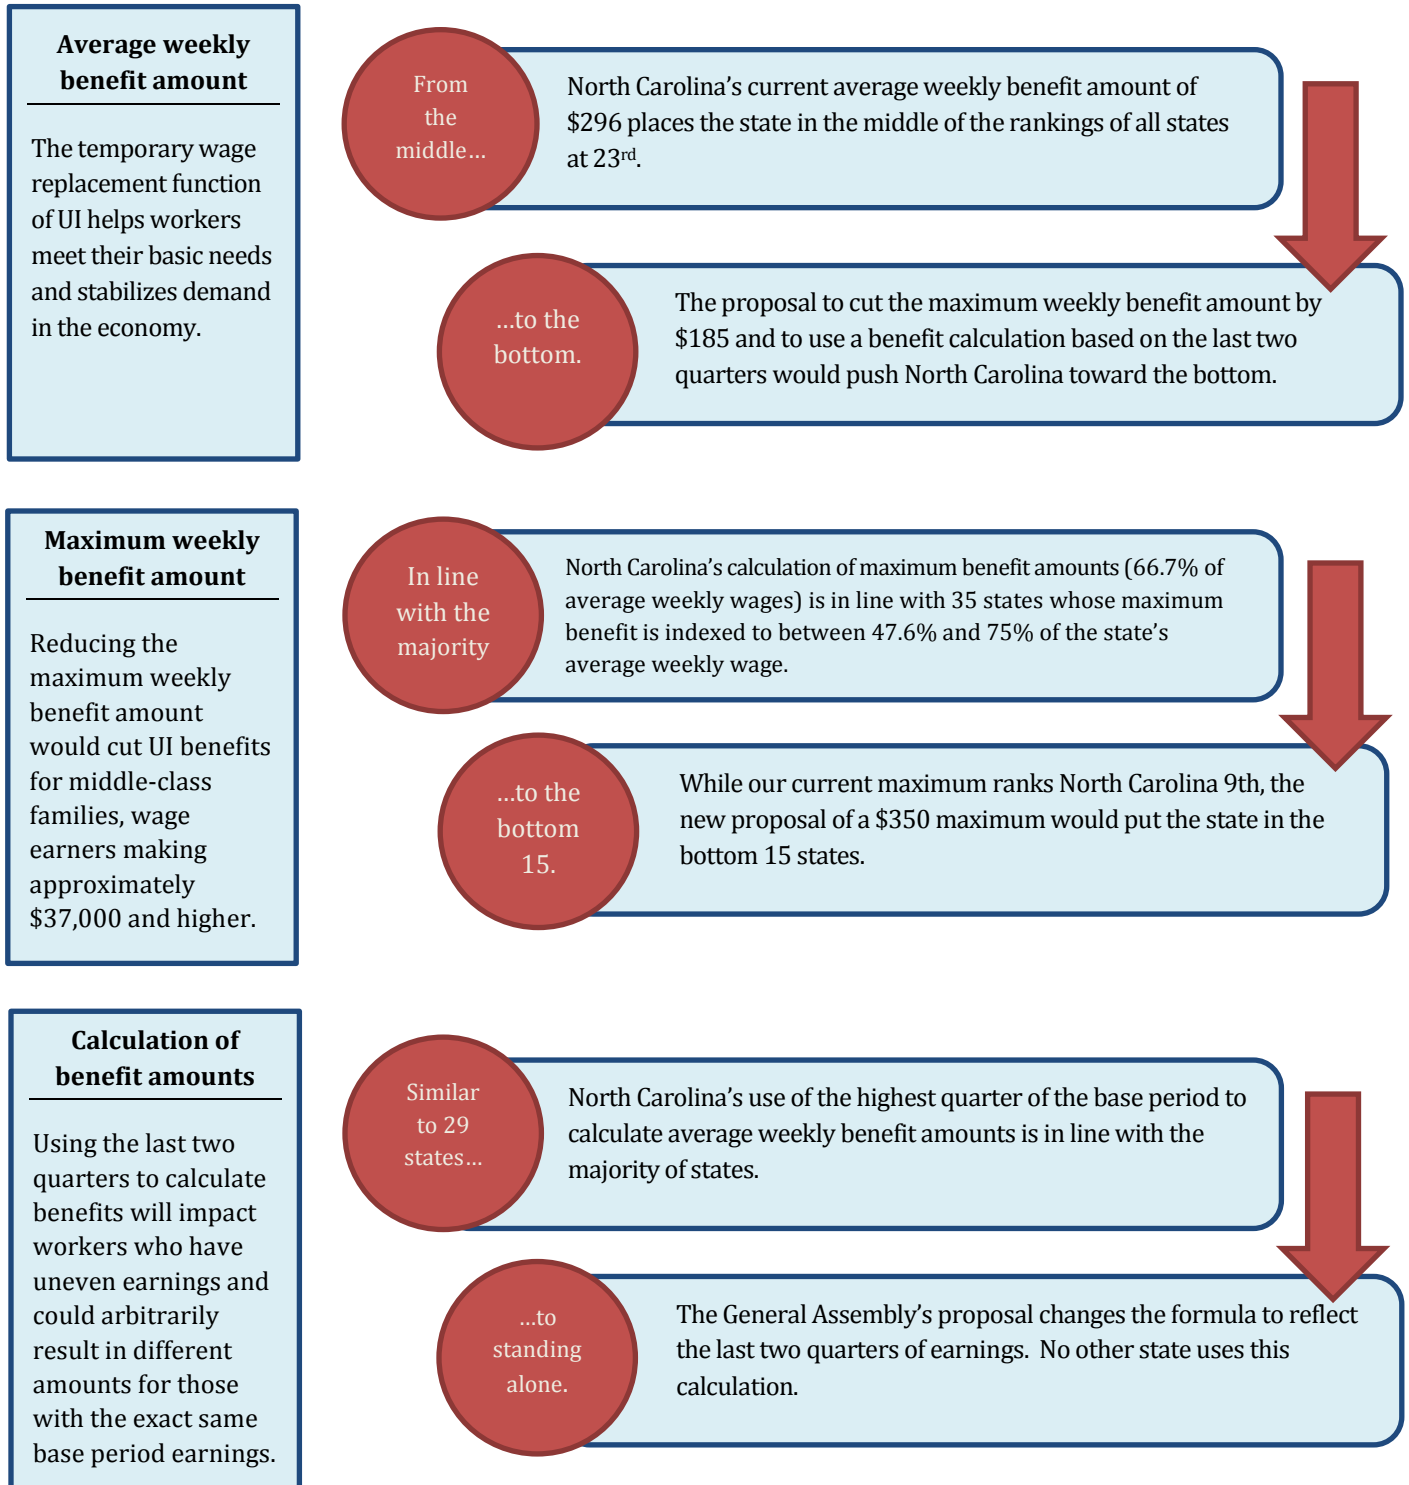 Average weekly
benefit amount
The temporary wage
replacement function
of UI helps workers
meet their basic needs
and stabilizes demand
in the economy.
From
the
middle…
North Carolina’s current average weekly benefit amount of
$296 places the state in the middle of the rankings of all states
at 23rd.
…to the
bottom.
The proposal to cut the maximum weekly benefit amount by
$185 and to use a benefit calculation based on the last two
quarters would push North Carolina toward the bottom.
Maximum weekly
benefit amount
Reducing the
maximum weekly
benefit amount
would cut UI benefits
for middle-class
families, wage
earners making
approximately
$37,000 and higher.
In line
with the
majority
North Carolina’s calculation of maximum benefit amounts (66.7% of
average weekly wages) is in line with 35 states whose maximum
benefit is indexed to between 47.6% and 75% of the state’s
average weekly wage.
…to the
bottom
15.
While our current maximum ranks North Carolina 9th, the
new proposal of a $350 maximum would put the state in the
bottom 15 states.
Calculation of
benefit amounts
Using the last two
quarters to calculate
benefits will impact
workers who have
uneven earnings and
could arbitrarily
result in different
amounts for those
with the exact same
base period earnings.
Similar
to 29
states…
North Carolina’s use of the highest quarter of the base period to
calculate average weekly benefit amounts is in line with the
majority of states.
…to
standing
alone.
The General Assembly’s proposal changes the formula to reflect
the last two quarters of earnings.  No other state uses this
calculation.